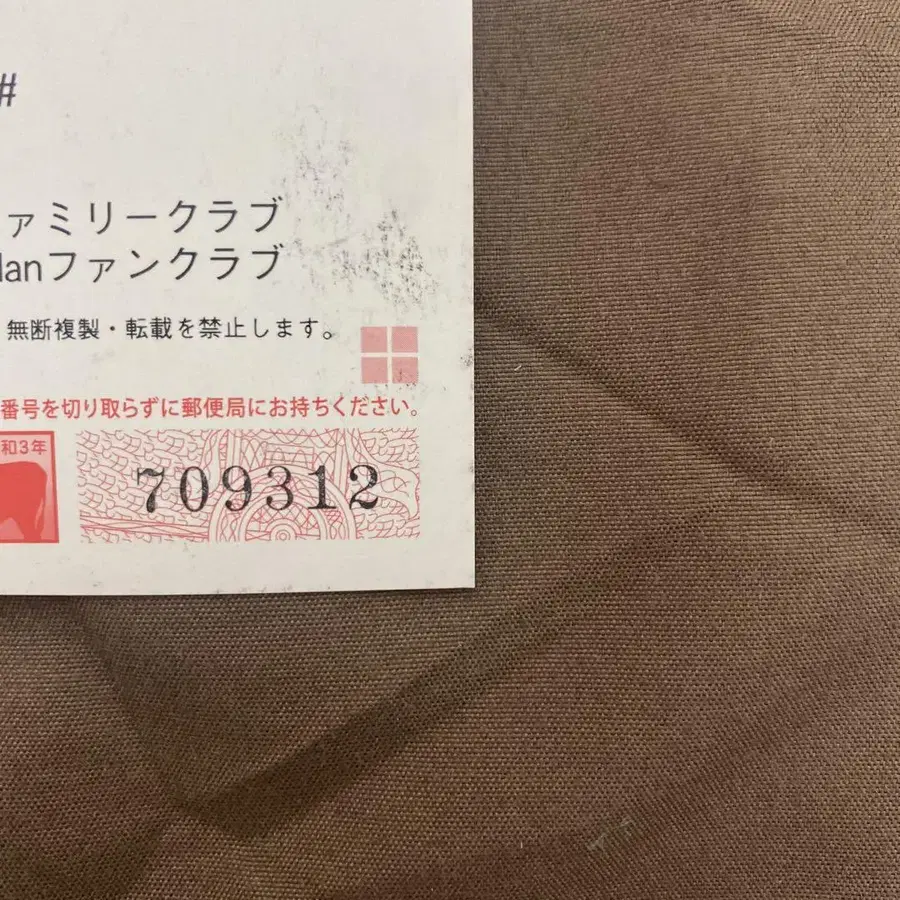 #
ァミリークラブ
Manファンクラブ
無断複製・転載を禁止します。
番号を切り取らずに郵便局にお持ちください。
和3年
709312